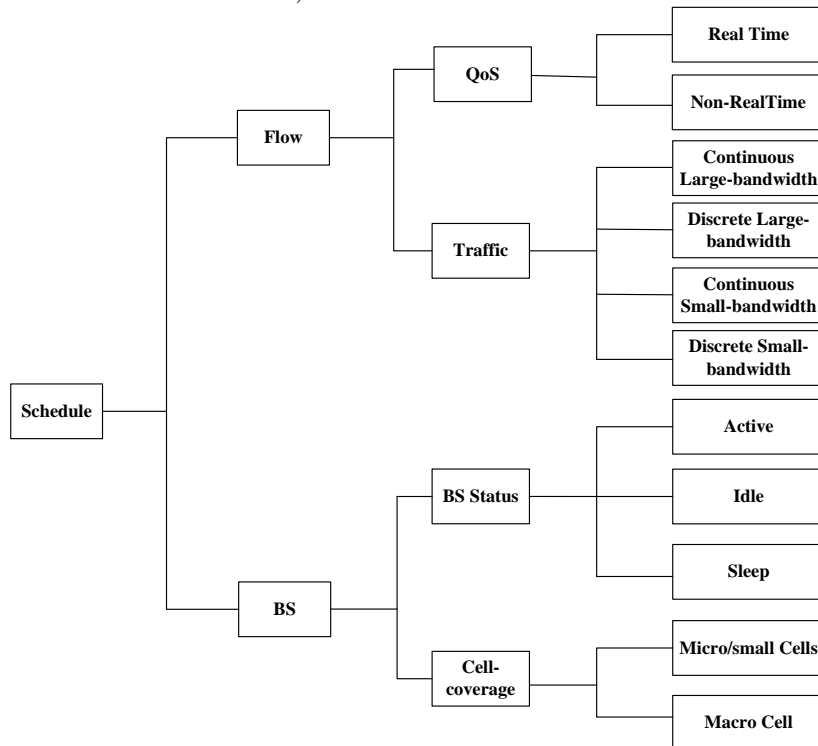 Real Time
QoS
Non-RealTime
Flow
Continuous
Large-bandwidth
Discrete Large-
bandwidth
Traffic
Continuous
Small-bandwidth
Discrete Small-
bandwidth
Schedule
Active
BS Status
Idle
Sleep
BS
Micro/small Cells
Cell-
coverage
Macro Cell